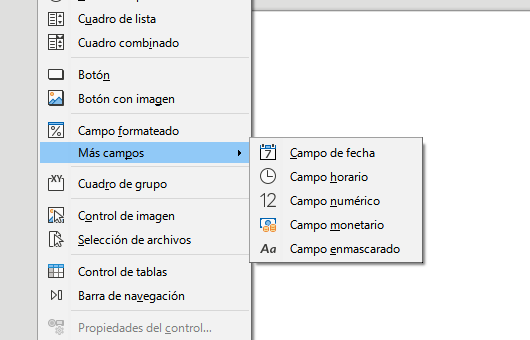 Cuadro de lista
Cuadro combinado
Botón
Botón con imagen
Campo formateado
Más campos
Cuadro de grupo
Control de imagen
Selección de archivos
Control de tablas
Barra de navegación
Propiedades del control...
Campo de fecha
Campo horario
Campo numérico
Campo monetario
Campo enmascarado